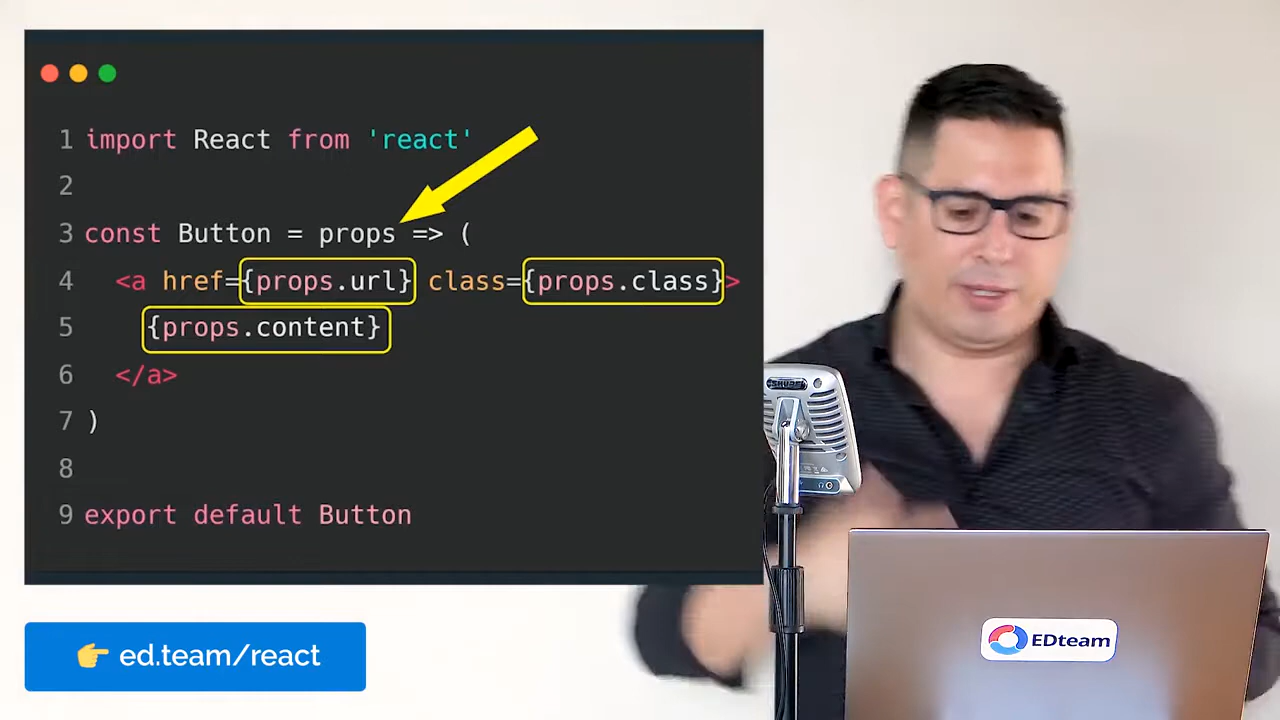 1 import React from 'react'
2
3 const Button = props => (
4 <a href={props.url} class={props.class}>
5 {props.content}
6 </a>
7 )
8
9 export default Button
👉 ed.team/react
SHURE
EDteam